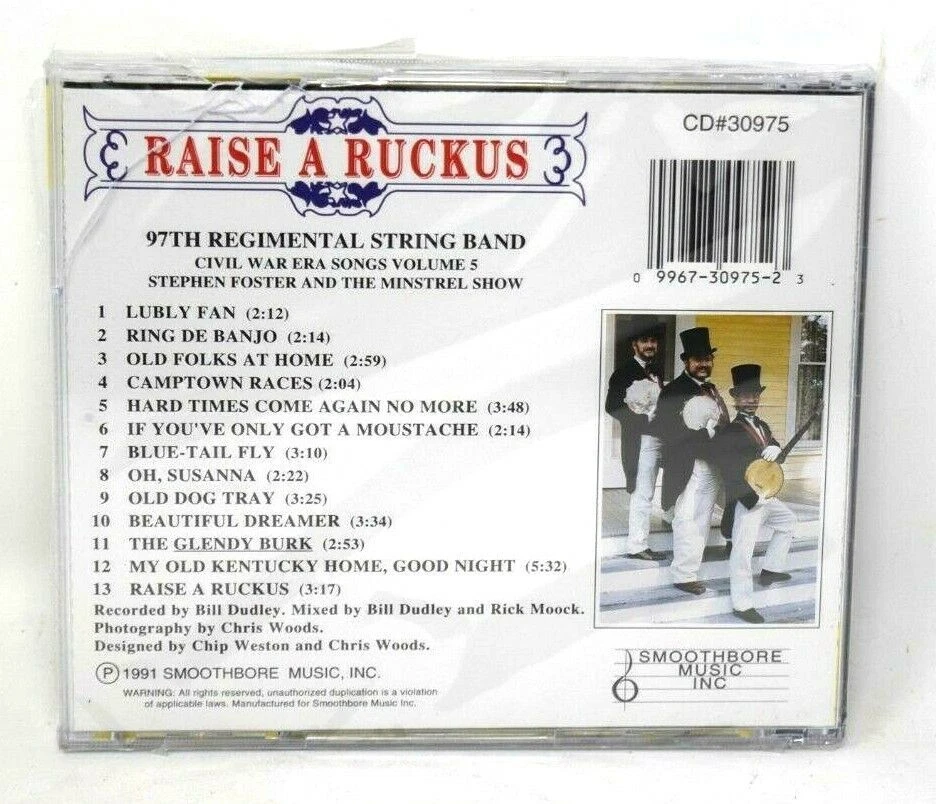 RAISE A RUCKUS
CD#30975
0 99967-30975-2 3
97TH REGIMENTAL STRING BAND
CIVIL WAR ERA SONGS VOLUME 5
STEPHEN FOSTER AND THE MINSTREL SHOW
1 LUBLY FAN (2:12)
2 RING DE BANJO (2:14)
3 OLD FOLKS AT HOME (2:59)
4 CAMPTOWN RACES (2:04)
5 HARD TIMES COME AGAIN NO MORE (3:48)
6 IF YOU'VE ONLY GOT A MOUSTACHE (2:14)
7 BLUE-TAIL FLY (3:10)
8 OH, SUSANNA (2:22)
9 OLD DOG TRAY (3:25)
10 BEAUTIFUL DREAMER (3:34)
11 THE GLENDY BURK (2:53)
12 MY OLD KENTUCKY HOME, GOOD NIGHT (5:32)
13 RAISE A RUCKUS (3:17)
Recorded by Bill Dudley. Mixed by Bill Dudley and Rick Moock.
Photography by Chris Woods.
Designed by Chip Weston and Chris Woods.
℗ 1991 SMOOTHBORE MUSIC, INC.
WARNING: All rights reserved, unauthorized duplication is a violation
of applicable laws. Manufactured for Smoothbore Music Inc.
SMOOTHBORE
MUSIC
INC